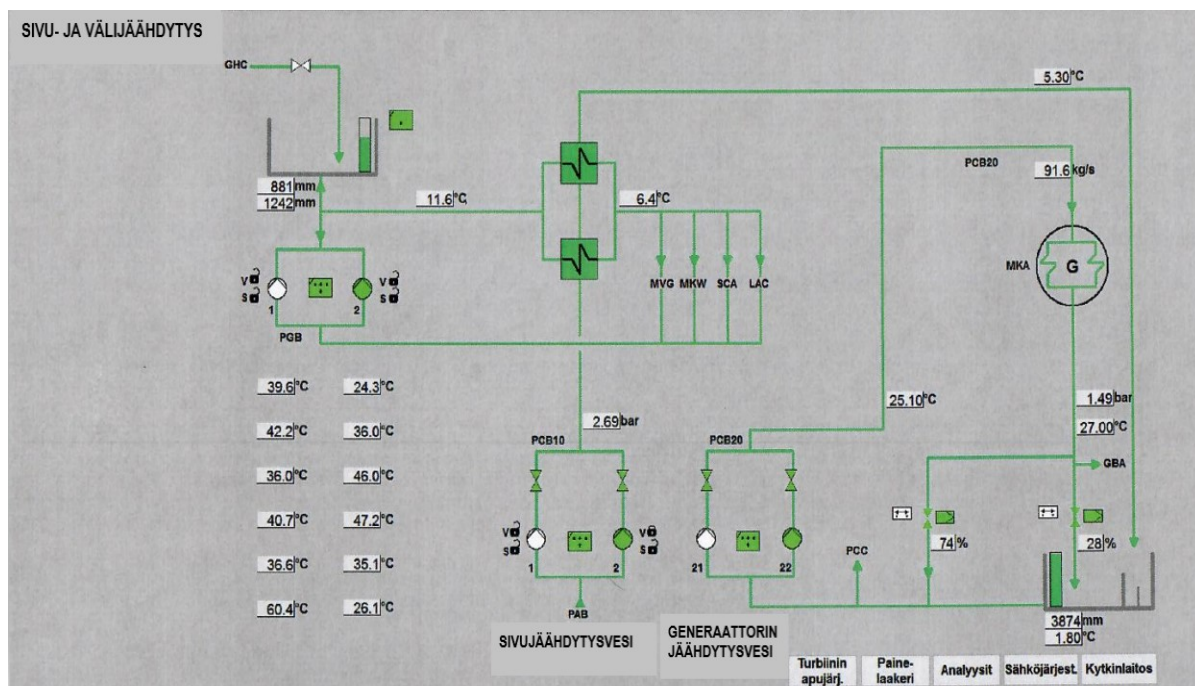 SIVU- JA VÄLIJÄÄHDYTYS
GHC
5.30°C
PCB20
91.6 kg/s
881 mm
1242 mm
11.6°C
6.4°C
MKA
G
V
S
1
2
V
S
MVG MKW SCA LAC
PGB
39.6°C 24.3°C
42.2°C 36.0°C
36.0°C 46.0°C
40.7°C 47.2°C
36.6°C 35.1°C
60.4°C 26.1°C
2.69 bar
PCB10
PCB20
25.10°C
1.49 bar
27.00°C
GBA
V
S
1
2
V
S
21
22
74 %
28 %
PCC
PAB
3874 mm
1.80°C
SIVUJÄÄHDYTYSVESI
GENERAATTORIN
JÄÄHDYTYSVESI
Turbiinin
apujärj.
Paine-
laakeri
Analyysit
Sähköjärjest.
Kytkinlaitos